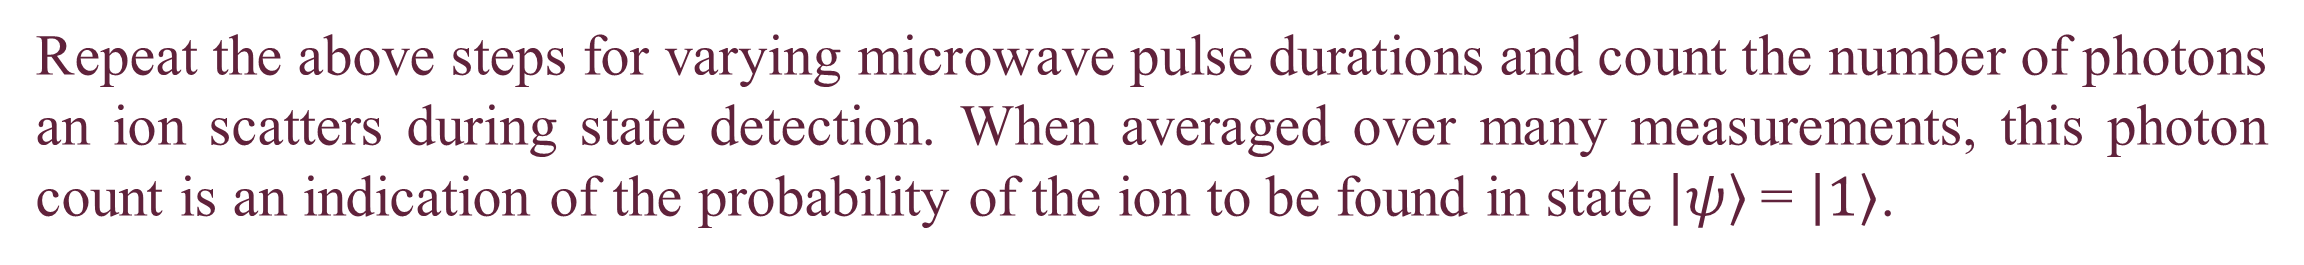 Repeat the above steps for varying microwave pulse durations and count the number of photons
an ion scatters during state detection. When averaged over many measurements, this photon
count is an indication of the probability of the ion to be found in state |ψ⟩ = |1⟩.